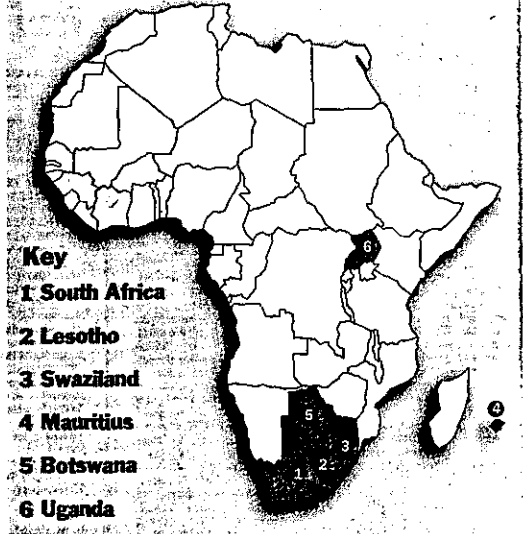 6
Key
1 South Africa
2 Lesotho
3 Swaziland
4 Mauritius
5 Botswana
6 Uganda
4
5
3
2
1